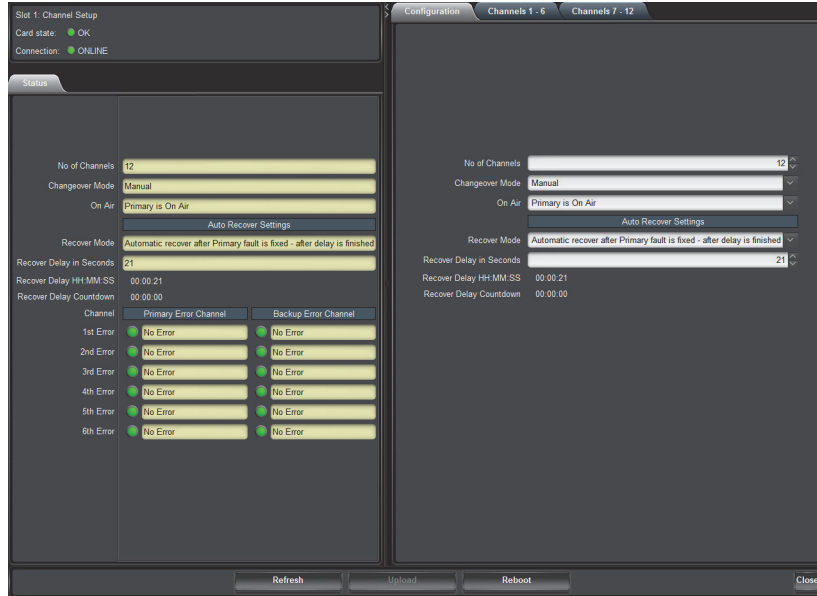 Slot 1: Channel Setup
Card state: OK
Connection: ONLINE
Status
No of Channels 12
Changeover Mode Manual
On Air Primary is On Air
Auto Recover Settings
Recover Mode Automatic recover after Primary fault is fixed - after delay is finished
Recover Delay in Seconds 21
Recover Delay HH:MM:SS 00:00:21
Recover Delay Countdown 00:00:00
Channel Primary Error Channel Backup Error Channel
1st Error No Error No Error
2nd Error No Error No Error
3rd Error No Error No Error
4th Error No Error No Error
5th Error No Error No Error
6th Error No Error No Error
Configuration Channels 1 - 6 Channels 7 - 12
No of Channels 12
Changeover Mode Manual
On Air Primary is On Air
Auto Recover Settings
Recover Mode Automatic recover after Primary fault is fixed - after delay is finished
Recover Delay in Seconds 21
Recover Delay HH:MM:SS 00:00:21
Recover Delay Countdown 00:00:00
Refresh Upload Reboot Close